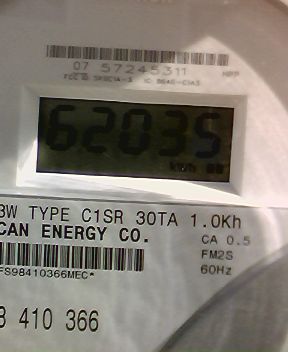 07 57245311
62035
kWh
3W TYPE C1SR 30TA 1.0Kh
CAN ENERGY CO.
CA 0.5
FM2S
60Hz
FS98410366MEC*
8 410 366